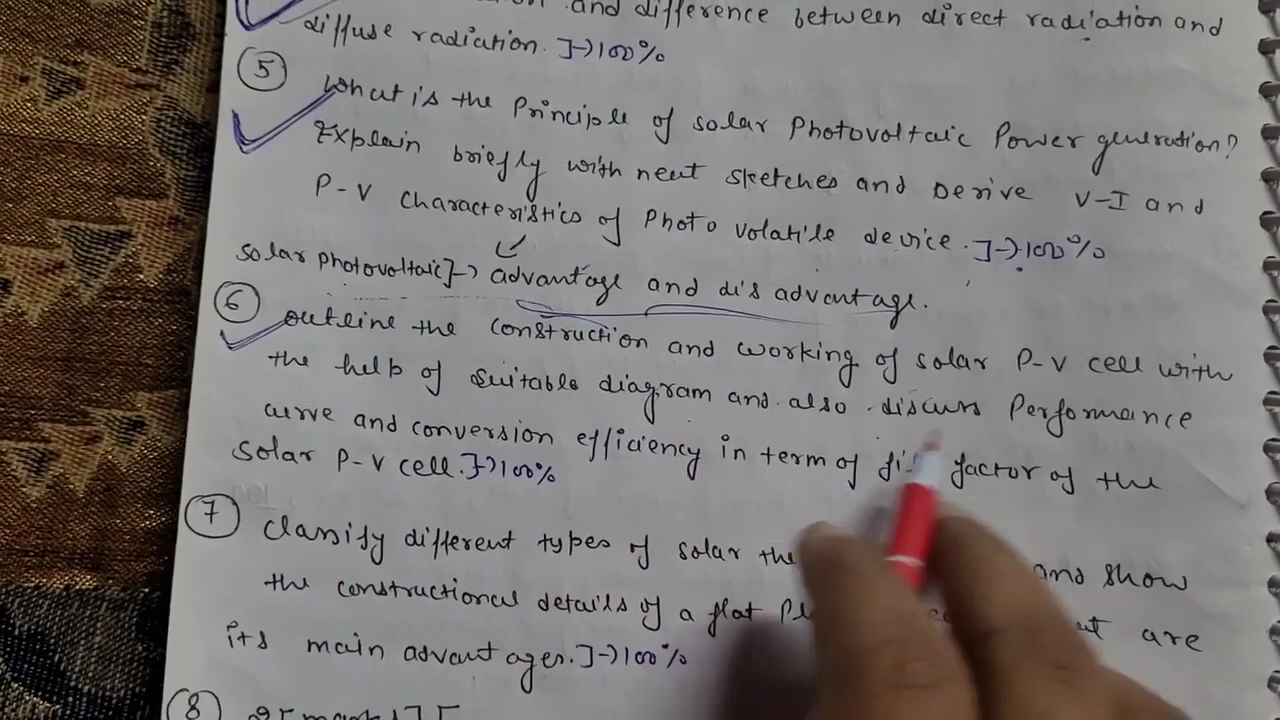 and difference between direct radiation and
diffuse radiation. ]→100%
5 What is the Principle of solar Photovoltaic Power generation?
Explain briefly with neat sketches and Derive V-I and
P-V characteristics of Photo volatile device. ]→100%
solar photovoltaic]→ advantage and dis advantage.
6 outline the construction and working of solar P-V cell with
the help of suitable diagram and also discuss Performance
curve and conversion efficiency in term of factor of the
solar P-V cell.]→100%
7 classify different types of solar and show
the constructional details of a flat are
its main advantages.]→100%
8